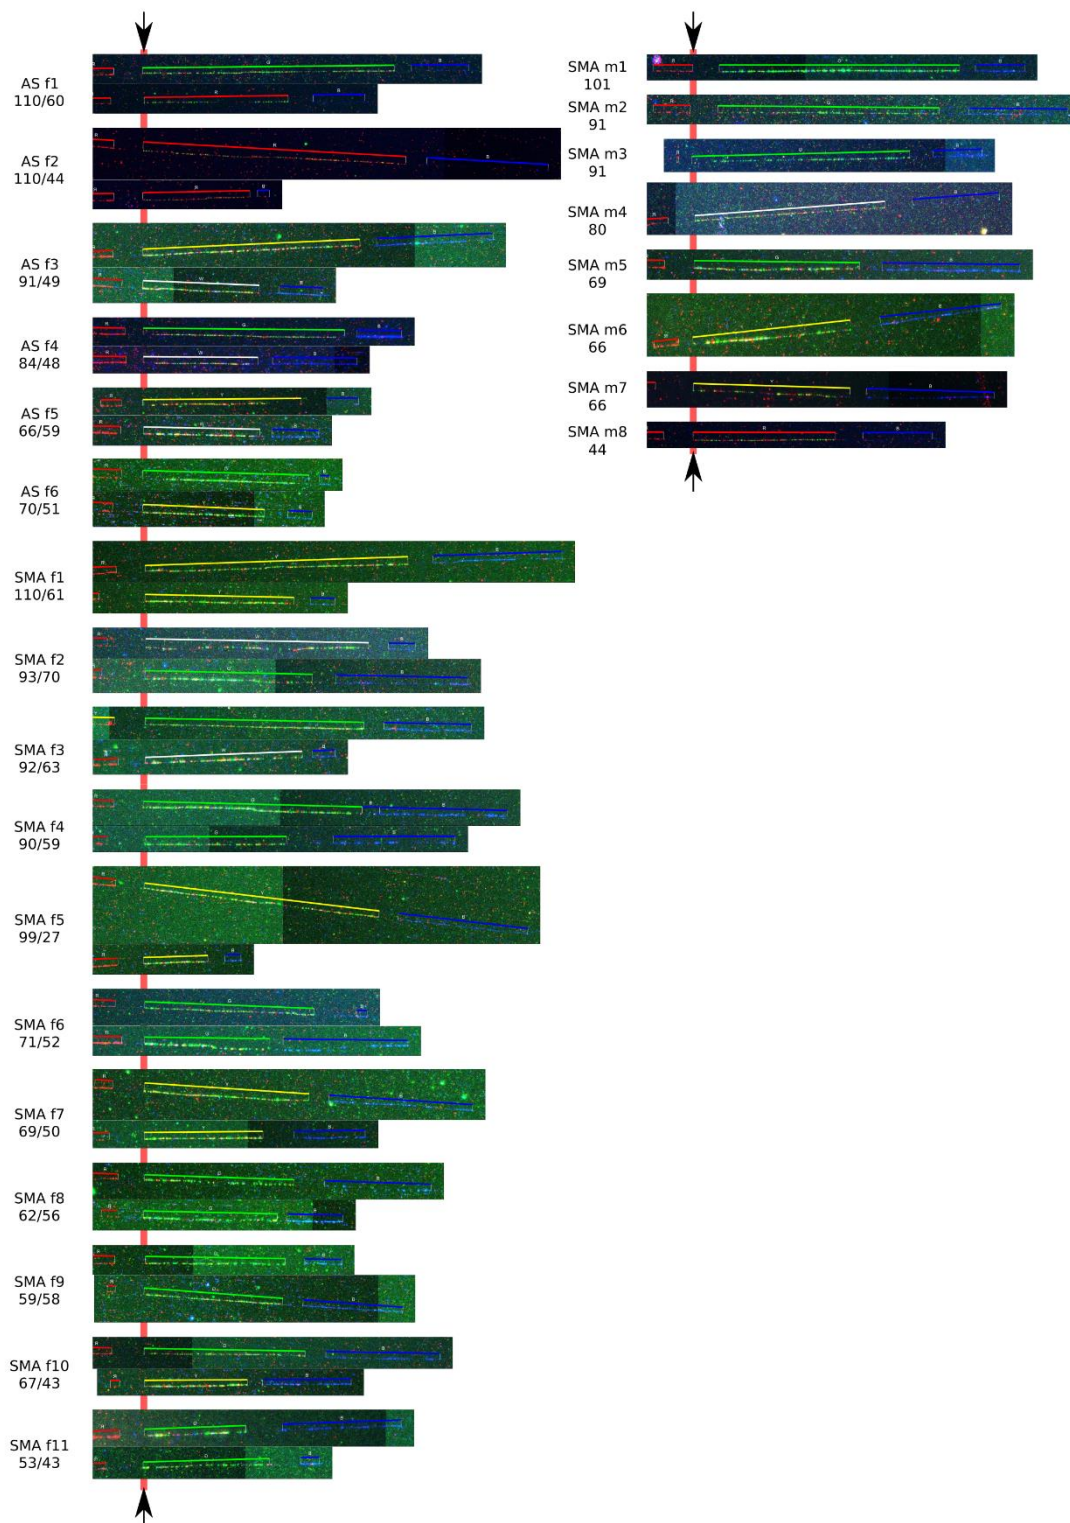 AS f1
110/60
AS f2
110/44
AS f3
91/49
AS f4
84/48
AS f5
66/59
AS f6
70/51
SMA f1
110/61
SMA f2
93/70
SMA f3
92/63
SMA f4
90/59
SMA f5
99/27
SMA f6
71/52
SMA f7
69/50
SMA f8
62/56
SMA f9
59/58
SMA f10
67/43
SMA f11
53/43
SMA m1
101
SMA m2
91
SMA m3
91
SMA m4
80
SMA m5
69
SMA m6
66
SMA m7
66
SMA m8
44